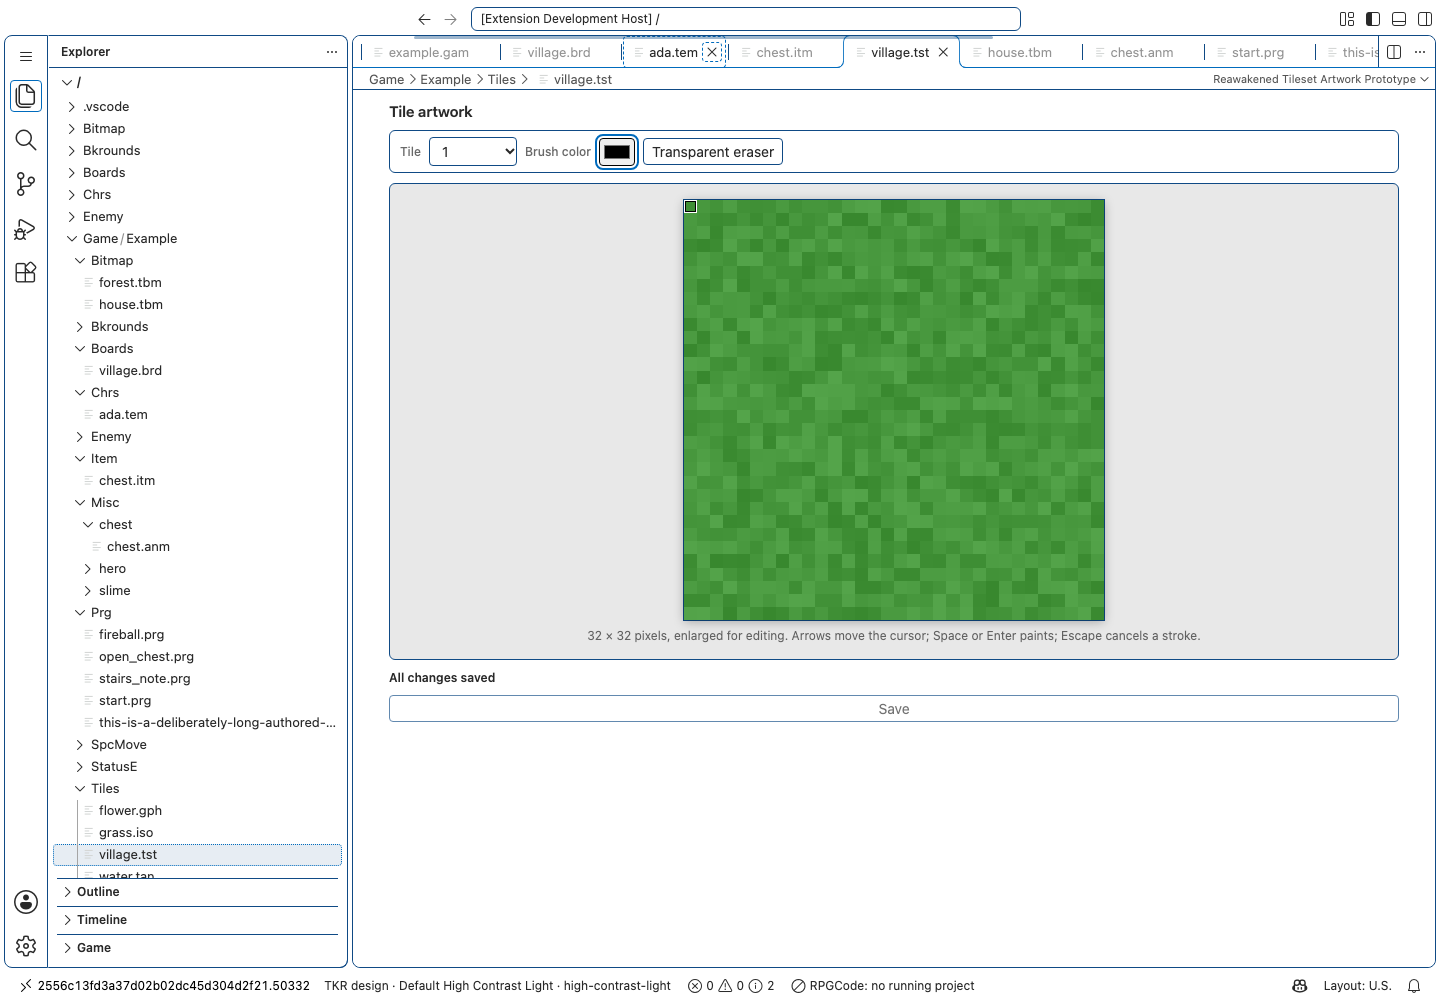 [Extension Development Host] /
Explorer
/
.vscode
Bitmap
Bkrounds
Boards
Chrs
Enemy
Game/Example
Bitmap
forest.tbm
house.tbm
Bkrounds
Boards
village.brd
Chrs
ada.tem
Enemy
Item
chest.itm
Misc
chest
chest.anm
hero
slime
Prg
fireball.prg
open_chest.prg
stairs_note.prg
start.prg
this-is-a-deliberately-long-authored-...
SpcMove
StatusE
Tiles
flower.gph
grass.iso
village.tst
water.tan
Outline
Timeline
Game
example.gam village.brd ada.tem chest.itm village.tst house.tbm chest.anm start.prg this-is
Game > Example > Tiles > village.tst
Reawakened Tileset Artwork Prototype
Tile artwork
Tile 1 Brush color Transparent eraser
32 × 32 pixels, enlarged for editing. Arrows move the cursor; Space or Enter paints; Escape cancels a stroke.
All changes saved
Save
2556c13fd3a37d02b02dc45d304d2f21.50332 TKR design · Default High Contrast Light · high-contrast-light 0 0 2 RPGCode: no running project Layout: U.S.